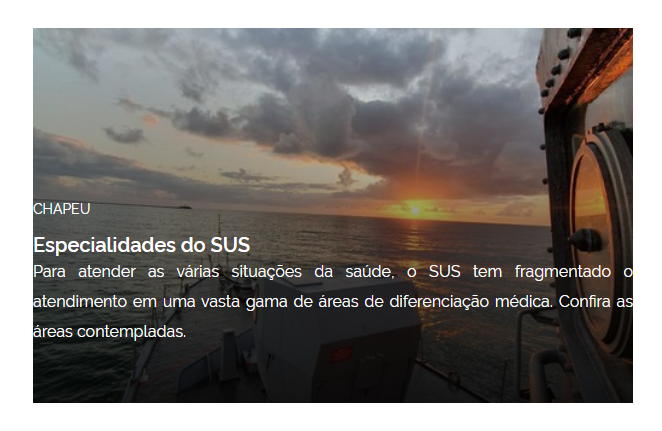 CHAPEU
Especialidades do SUS
Para atender as várias situações da saúde, o SUS tem fragmentado o
atendimento em uma vasta gama de áreas de diferenciação médica. Confira as
áreas contempladas.